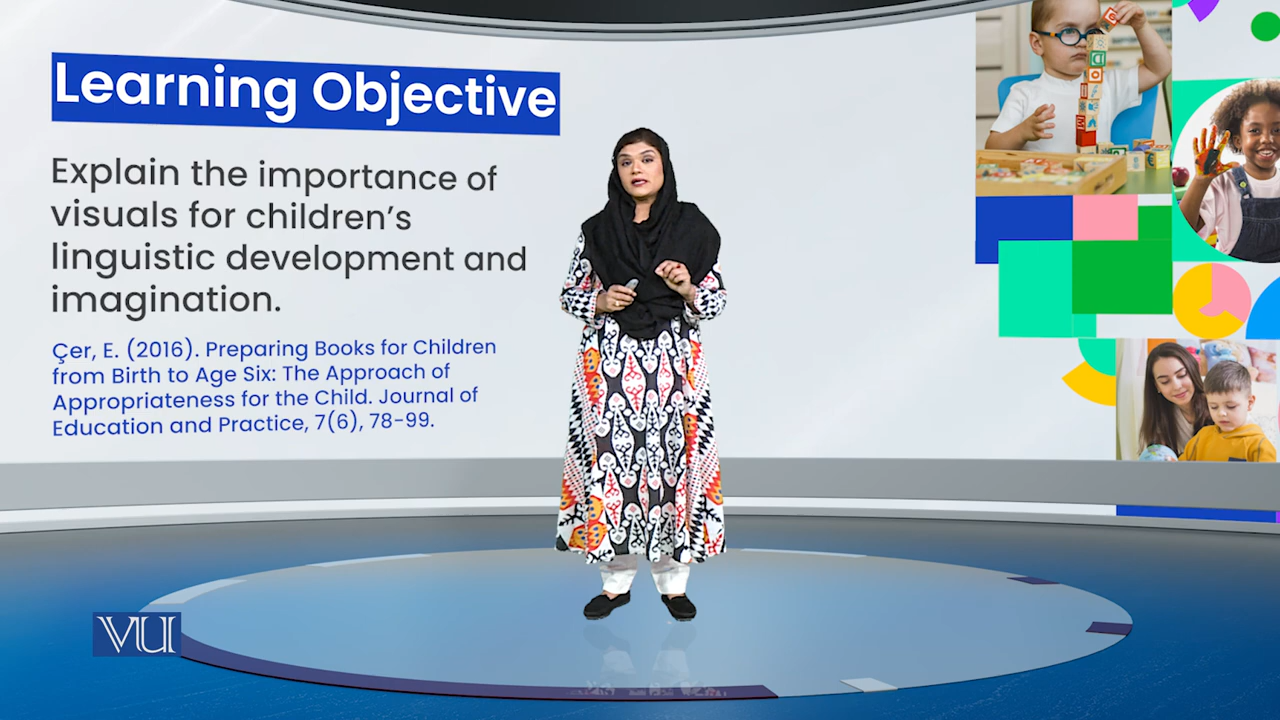 Learning Objective
Explain the importance of
visuals for children's
linguistic development and
imagination.
Çer, E. (2016). Preparing Books for Children
from Birth to Age Six: The Approach of
Appropriateness for the Child. Journal of
Education and Practice, 7(6), 78-99.
VU